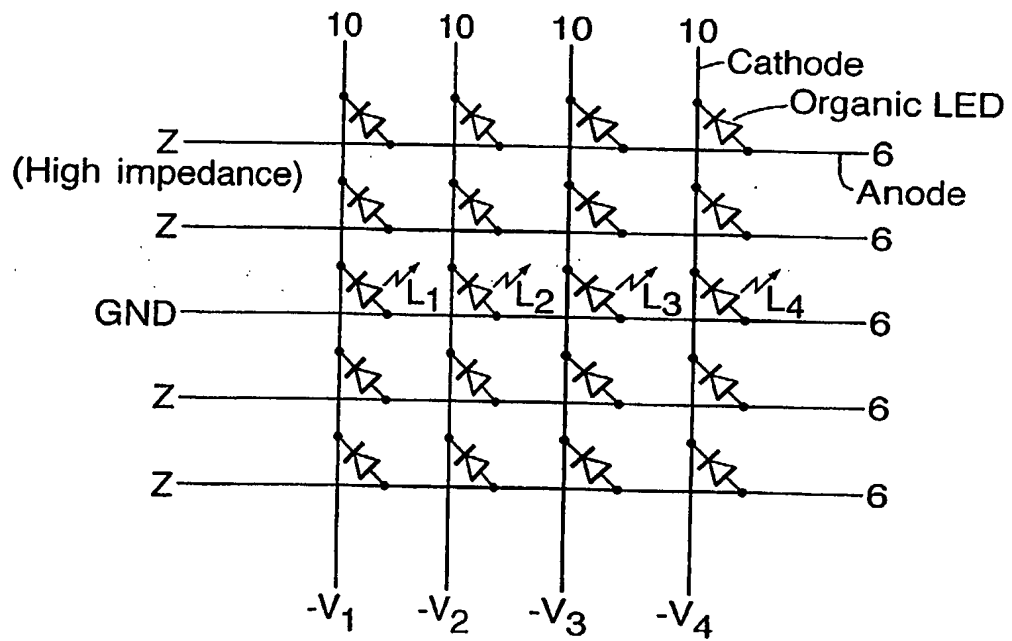 10 10 10 10
Cathode
Organic LED
Z 6
(High impedance)
Anode
Z 6
L1 L2 L3 L4
GND 6
Z 6
Z 6
-V1 -V2 -V3 -V4